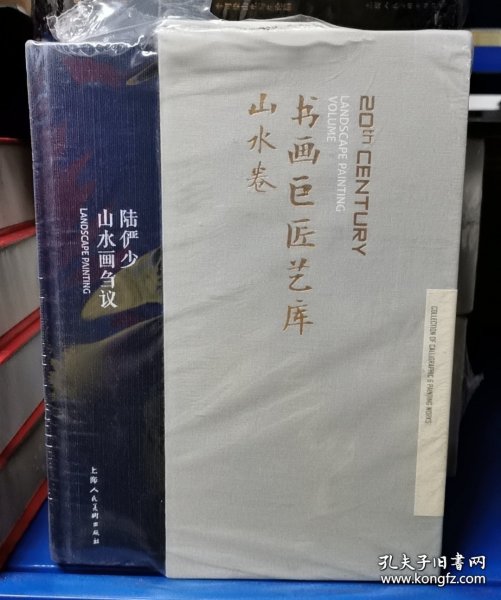 陆俨少
山水画刍议
LANDSCAPE PAINTING
上海人民美术出版社
20th CENTURY
LANDSCAPE PAINTING
VOLUME
书画巨匠艺库
山水卷
COLLECTION OF CALLIGRAPHIC & PAINTING WORKS
孔夫子旧书网
www.kongfz.com